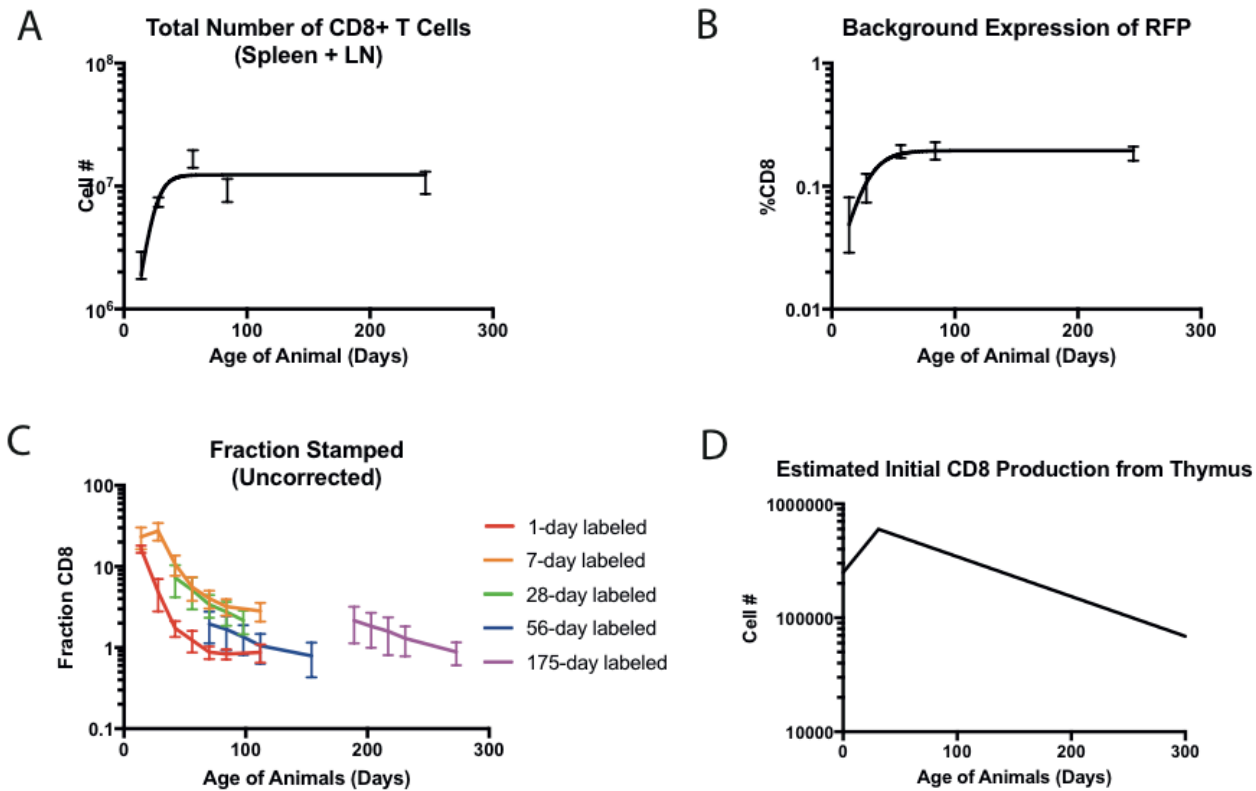 A
Total Number of CD8+ T Cells
(Spleen + LN)
10^8
10^7
10^6
Cell #
0 100 200 300
Age of Animal (Days)
B
Background Expression of RFP
1
0.1
0.01
%CD8
0 100 200 300
Age of Animal (Days)
C
Fraction Stamped
(Uncorrected)
100
10
1
0.1
Fraction CD8
0 100 200 300
Age of Animals (Days)
1-day labeled
7-day labeled
28-day labeled
56-day labeled
175-day labeled
D
Estimated Initial CD8 Production from Thymus
1000000
100000
10000
Cell #
0 100 200 300
Age of Animals (Days)